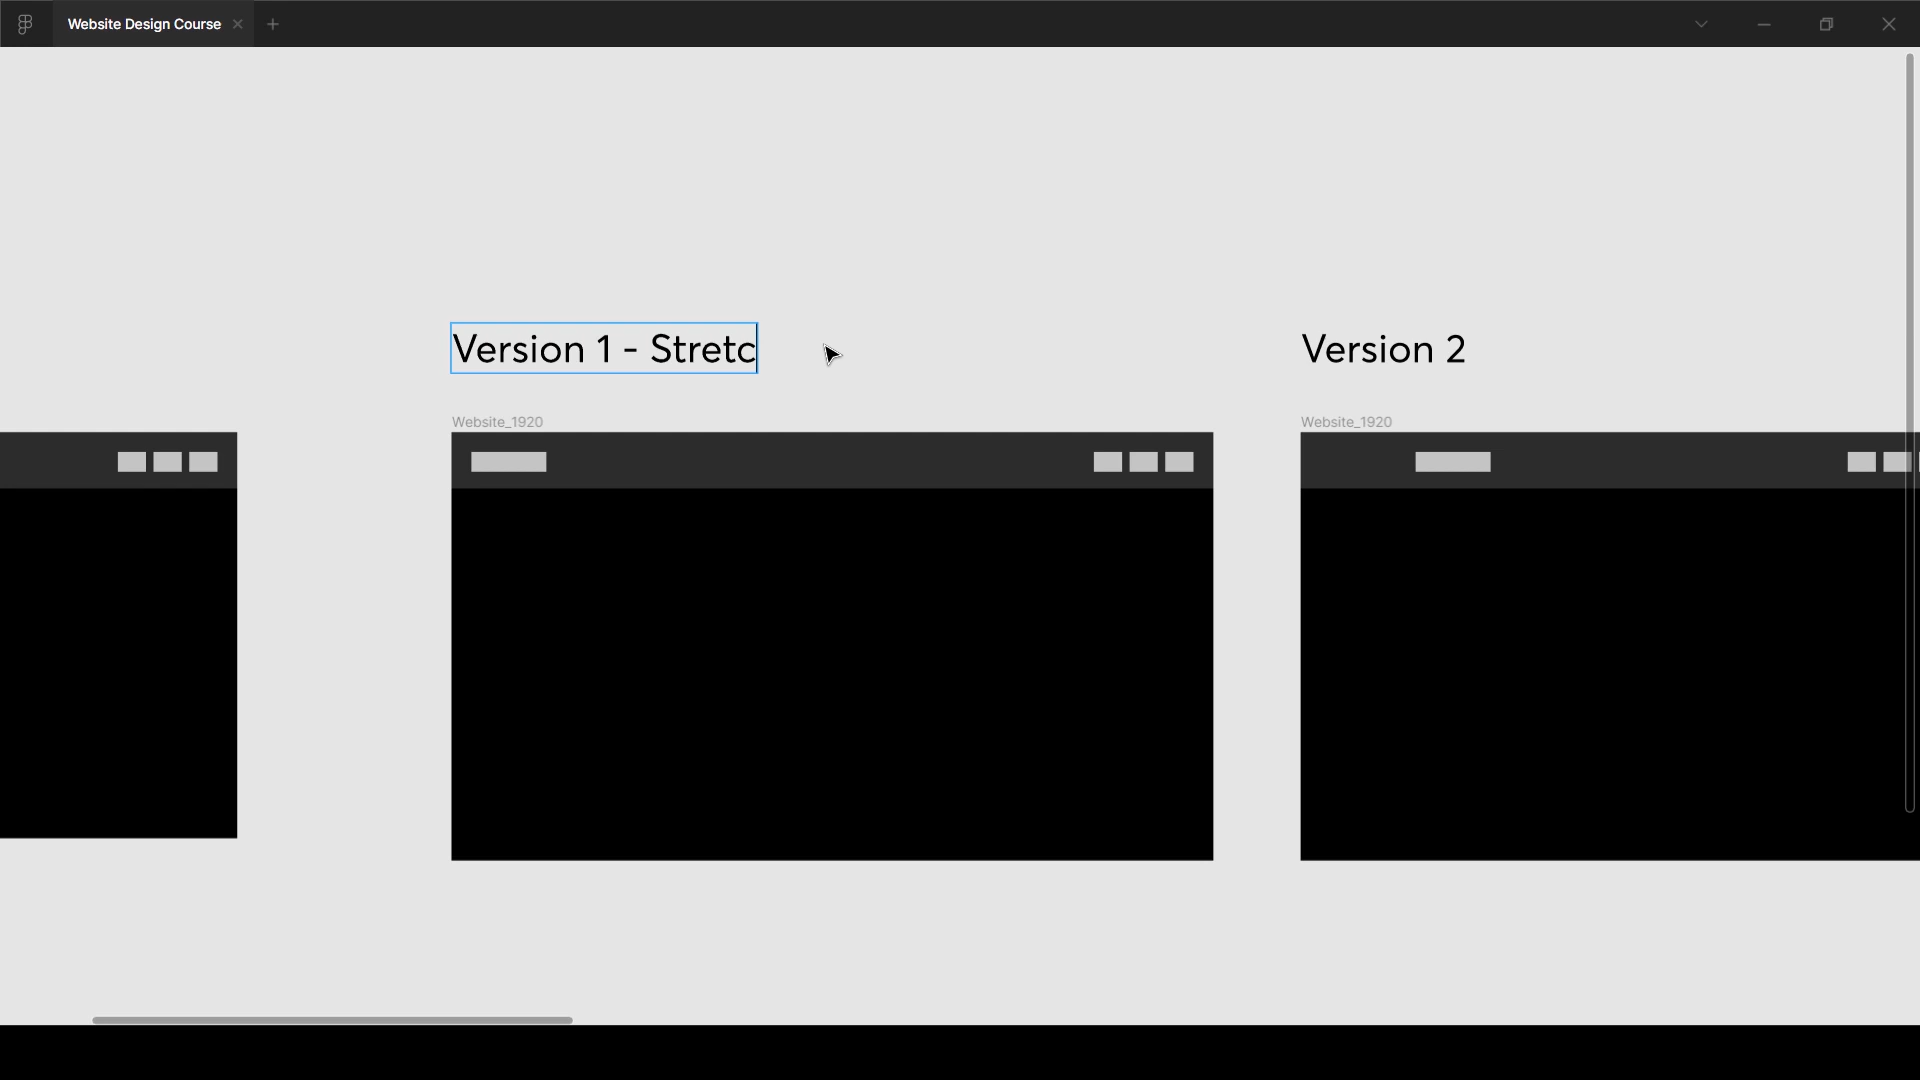 Website Design Course
Version 1 - Stretc
Version 2
Website_1920
Website_1920